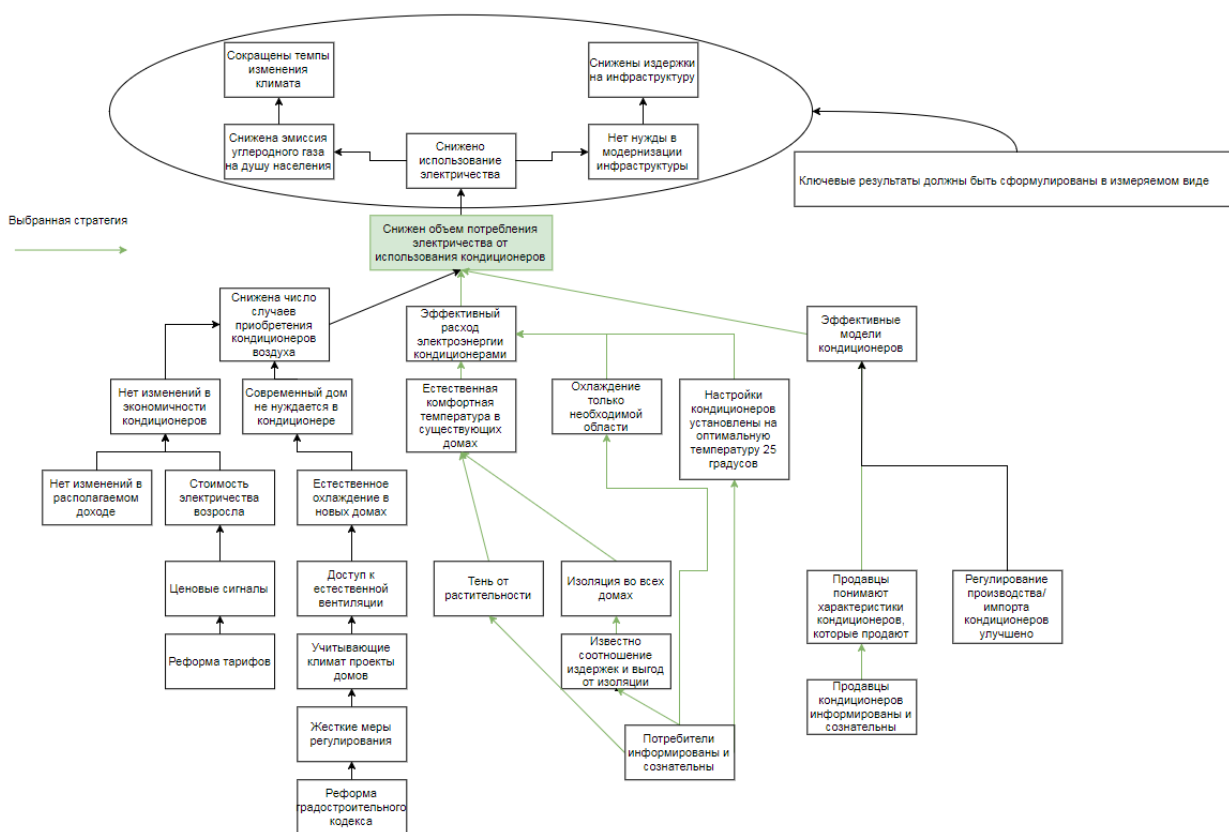 Сокращены темпы
изменения
климата
Снижены издержки
на инфраструктуру
Снижена эмиссия
углеродного газа
на душу населения
Снижено
использование
электричества
Нет нужды в
модернизации
инфраструктуры
Ключевые результаты должны быть сформулированы в измеряемом виде
Выбранная стратегия
Снижен объем потребления
электричества от
использования кондиционеров
Снижена число
случаев
приобретения
кондиционеров
воздуха
Эффективный
расход
электроэнергии
кондиционерами
Эффективные
модели
кондиционеров
Нет изменений в
экономичности
кондиционеров
Современный дом
не нуждается в
кондиционере
Естественная
комфортная
температура в
существующих
домах
Охлаждение
только
необходимой
области
Настройки
кондиционеров
установлены на
оптимальную
температуру 25
градусов
Нет изменений в
располагаемом
доходе
Стоимость
электричества
возросла
Естественное
охлаждение в
новых домах
Ценовые сигналы
Доступ к
естественной
вентиляции
Тень от
растительности
Изоляция во всех
домах
Продавцы
понимают
характеристики
кондиционеров,
которые продают
Регулирование
производства/
импорта
кондиционеров
улучшено
Реформа тарифов
Учитывающие
климат проекты
домов
Известно
соотношение
издержек и выгод
от изоляции
Продавцы
кондиционеров
информированы и
сознательны
Жесткие меры
регулирования
Потребители
информированы и
сознательны
Реформа
градостроительного
кодекса